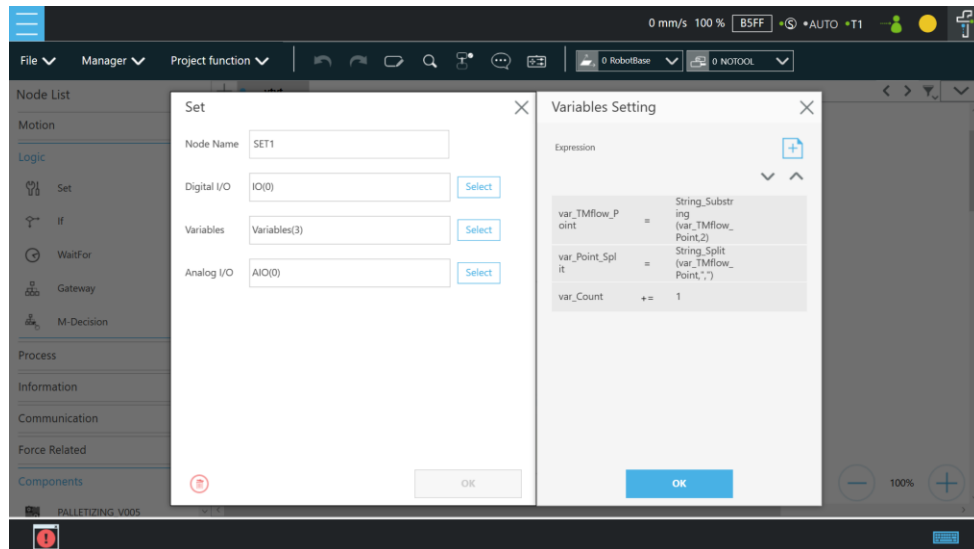 0 mm/s 100 % B5FF •Ⓢ •AUTO •T1
File Manager Project function 0 RobotBase 0 NOTOOL
Node List
Motion
Logic
Set
If
WaitFor
Gateway
M-Decision
Process
Information
Communication
Force Related
Components
PALLETIZING_V005
Set
Node Name SET1
Digital I/O IO(0) Select
Variables Variables(3) Select
Analog I/O AIO(0) Select
OK
Variables Setting
Expression
var_TMflow_P
oint
=
String_Substr
ing
(var_TMflow_
Point,2)
var_Point_Spl
it
=
String_Split
(var_TMflow_
Point,",")
var_Count += 1
OK
100%